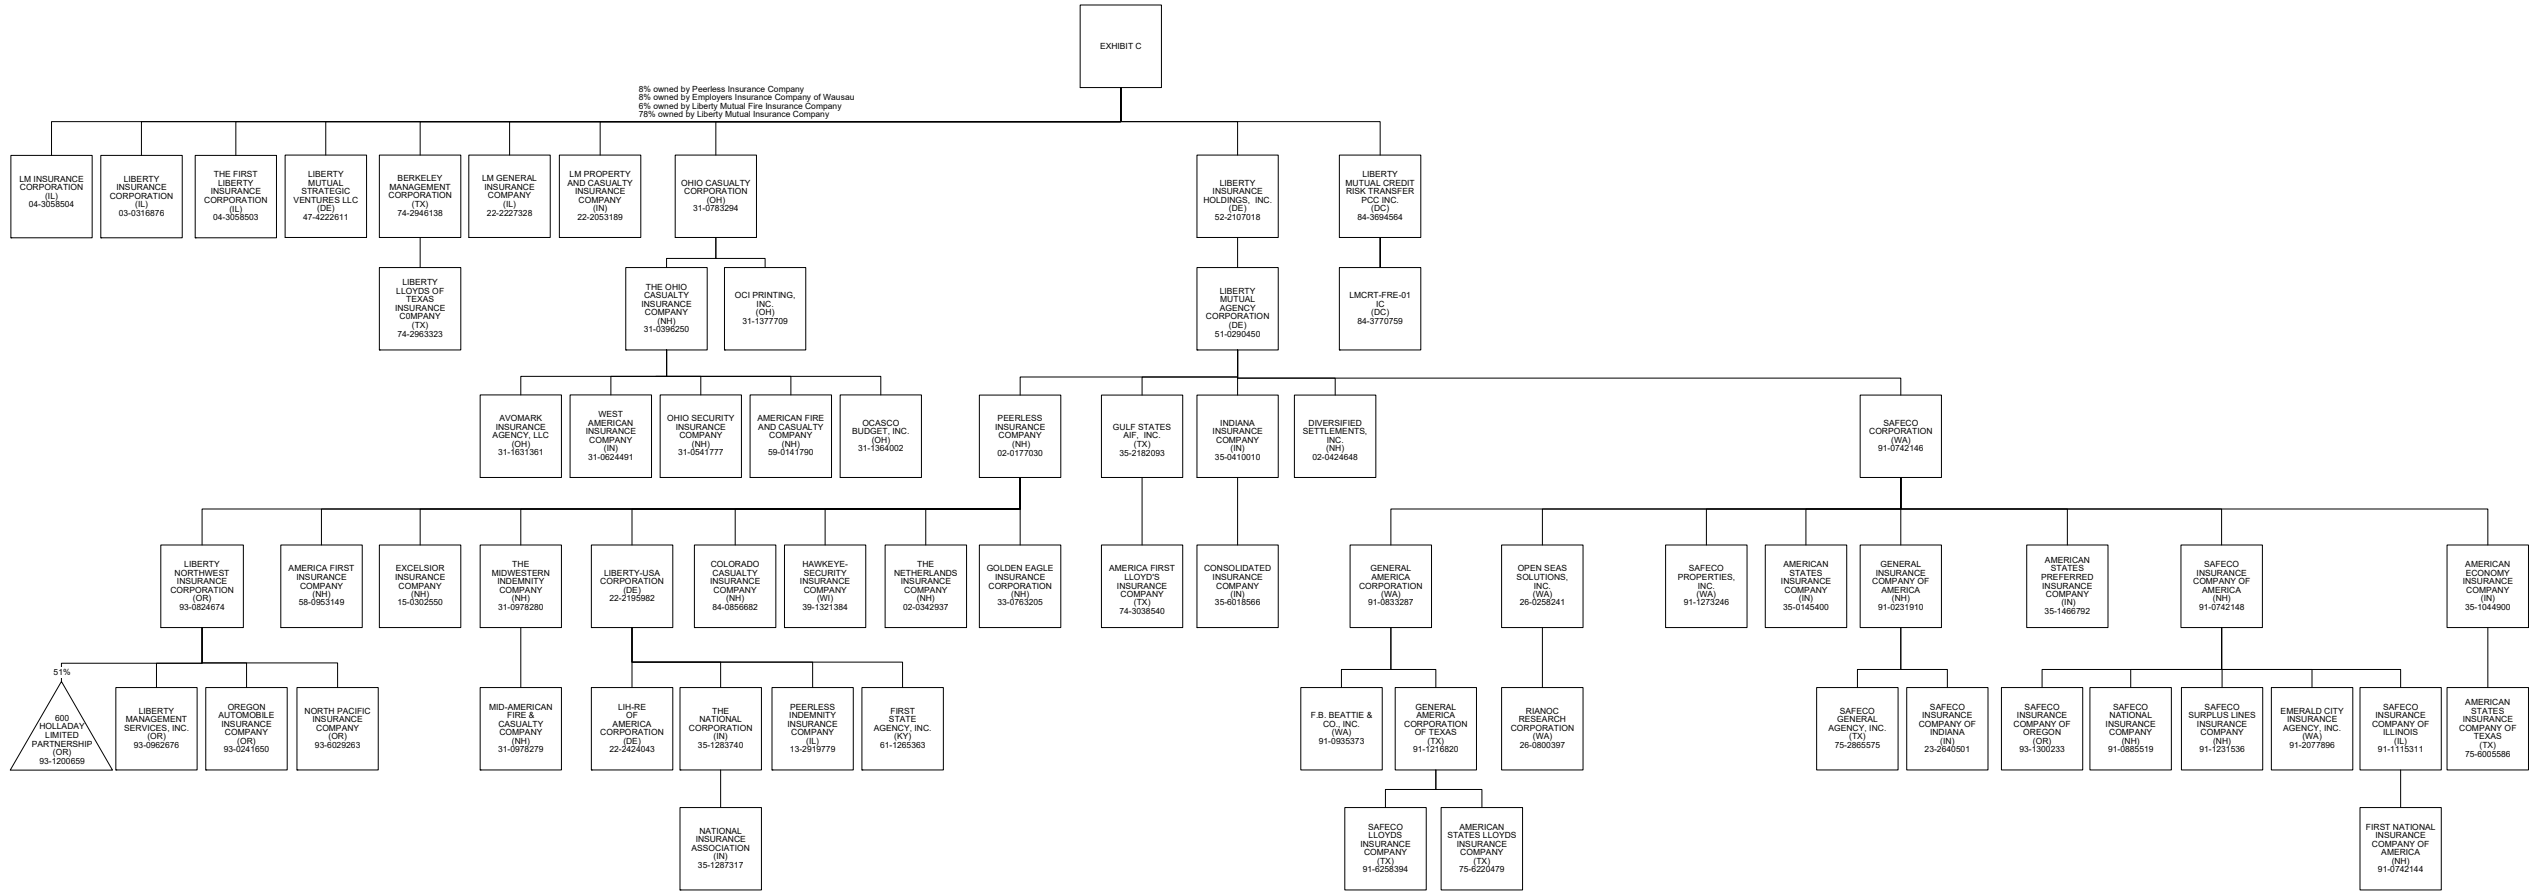 EXHIBIT C
8% owned by Peerless Insurance Company
8% owned by Employers Insurance Company of Wausau
6% owned by Liberty Mutual Fire Insurance Company
78% owned by Liberty Mutual Insurance Company
LM INSURANCE
CORPORATION
(IL)
04-3058504
LIBERTY
INSURANCE
CORPORATION
(IL)
03-0316876
THE FIRST
LIBERTY
INSURANCE
CORPORATION
(IL)
04-3058503
LIBERTY
MUTUAL
STRATEGIC
VENTURES LLC
(DE)
47-4222611
BERKELEY
MANAGEMENT
CORPORATION
(TX)
74-2946138
LM GENERAL
INSURANCE
COMPANY
(IL)
22-2227328
LM PROPERTY
AND CASUALTY
INSURANCE
COMPANY
(IN)
22-2053189
OHIO CASUALTY
CORPORATION
(OH)
31-0783294
LIBERTY
INSURANCE
HOLDINGS, INC.
(DE)
52-2107018
LIBERTY
MUTUAL CREDIT
RISK TRANSFER
PCC INC.
(DC)
84-3694564
LIBERTY
LLOYDS OF
TEXAS
INSURANCE
C0MPANY
(TX)
74-2963323
THE OHIO
CASUALTY
INSURANCE
COMPANY
(NH)
31-0396250
OCI PRINTING,
INC.
(OH)
31-1377709
LIBERTY
MUTUAL
AGENCY
CORPORATION
(DE)
51-0290450
LMCRT-FRE-01
IC
(DC)
84-3770759
AVOMARK
INSURANCE
AGENCY, LLC
(OH)
31-1631361
WEST
AMERICAN
INSURANCE
COMPANY
(IN)
31-0624491
OHIO SECURITY
INSURANCE
COMPANY
(NH)
31-0541777
AMERICAN FIRE
AND CASUALTY
COMPANY
(NH)
59-0141790
OCASCO
BUDGET, INC.
(OH)
31-1364002
PEERLESS
INSURANCE
COMPANY
(NH)
02-0177030
GULF STATES
AIF, INC.
(TX)
35-2182093
INDIANA
INSURANCE
COMPANY
(IN)
35-0410010
DIVERSIFIED
SETTLEMENTS,
INC.
(NH)
02-0424648
SAFECO
CORPORATION
(WA)
91-0742146
LIBERTY
NORTHWEST
INSURANCE
CORPORATION
(OR)
93-0824674
AMERICA FIRST
INSURANCE
COMPANY
(NH)
58-0953149
EXCELSIOR
INSURANCE
COMPANY
(NH)
15-0302550
THE
MIDWESTERN
INDEMNITY
COMPANY
(NH)
31-0978280
LIBERTY-USA
CORPORATION
(DE)
22-2195982
COLORADO
CASUALTY
INSURANCE
COMPANY
(NH)
84-0856682
HAWKEYE-
SECURITY
INSURANCE
COMPANY
(WI)
39-1321384
THE
NETHERLANDS
INSURANCE
COMPANY
(NH)
02-0342937
GOLDEN EAGLE
INSURANCE
CORPORATION
(NH)
33-0763205
AMERICA FIRST
LLOYD'S
INSURANCE
COMPANY
(TX)
74-3038540
CONSOLIDATED
INSURANCE
COMPANY
(IN)
35-6018566
GENERAL
AMERICA
CORPORATION
(WA)
91-0833287
OPEN SEAS
SOLUTIONS,
INC.
(WA)
26-0258241
SAFECO
PROPERTIES,
INC.
(WA)
91-1273246
AMERICAN
STATES
INSURANCE
COMPANY
(IN)
35-0145400
GENERAL
INSURANCE
COMPANY OF
AMERICA
(NH)
91-0231910
AMERICAN
STATES
PREFERRED
INSURANCE
COMPANY
(IN)
35-1466792
SAFECO
INSURANCE
COMPANY OF
AMERICA
(NH)
91-0742148
AMERICAN
ECONOMY
INSURANCE
COMPANY
(IN)
35-1044900
51%
600
HOLLADAY
LIMITED
PARTNERSHIP
(OR)
93-1200659
LIBERTY
MANAGEMENT
SERVICES, INC.
(OR)
93-0962676
OREGON
AUTOMOBILE
INSURANCE
COMPANY
(OR)
93-0241650
NORTH PACIFIC
INSURANCE
COMPANY
(OR)
93-6029263
MID-AMERICAN
FIRE &
CASUALTY
COMPANY
(NH)
31-0978279
LIH-RE
OF
AMERICA
CORPORATION
(DE)
22-2424043
THE
NATIONAL
CORPORATION
(IN)
35-1283740
PEERLESS
INDEMNITY
INSURANCE
COMPANY
(IL)
13-2919779
FIRST
STATE
AGENCY, INC.
(KY)
61-1265363
F.B. BEATTIE &
CO., INC.
(WA)
91-0935373
GENERAL
AMERICA
CORPORATION
OF TEXAS
(TX)
91-1216820
RIANOC
RESEARCH
CORPORATION
(WA)
26-0800397
SAFECO
GENERAL
AGENCY, INC.
(TX)
75-2865575
SAFECO
INSURANCE
COMPANY OF
INDIANA
(IN)
23-2640501
SAFECO
INSURANCE
COMPANY OF
OREGON
(OR)
93-1300233
SAFECO
NATIONAL
INSURANCE
COMPANY
(NH)
91-0885519
SAFECO
SURPLUS LINES
INSURANCE
COMPANY
(NH)
91-1231536
EMERALD CITY
INSURANCE
AGENCY, INC.
(WA)
91-2077896
SAFECO
INSURANCE
COMPANY OF
ILLINOIS
(IL)
91-1115311
AMERICAN
STATES
INSURANCE
COMPANY OF
TEXAS
(TX)
75-6005586
NATIONAL
INSURANCE
ASSOCIATION
(IN)
35-1287317
SAFECO
LLOYDS
INSURANCE
COMPANY
(TX)
91-6258394
AMERICAN
STATES LLOYDS
INSURANCE
COMPANY
(TX)
75-6220479
FIRST NATIONAL
INSURANCE
COMPANY OF
AMERICA
(NH)
91-0742144